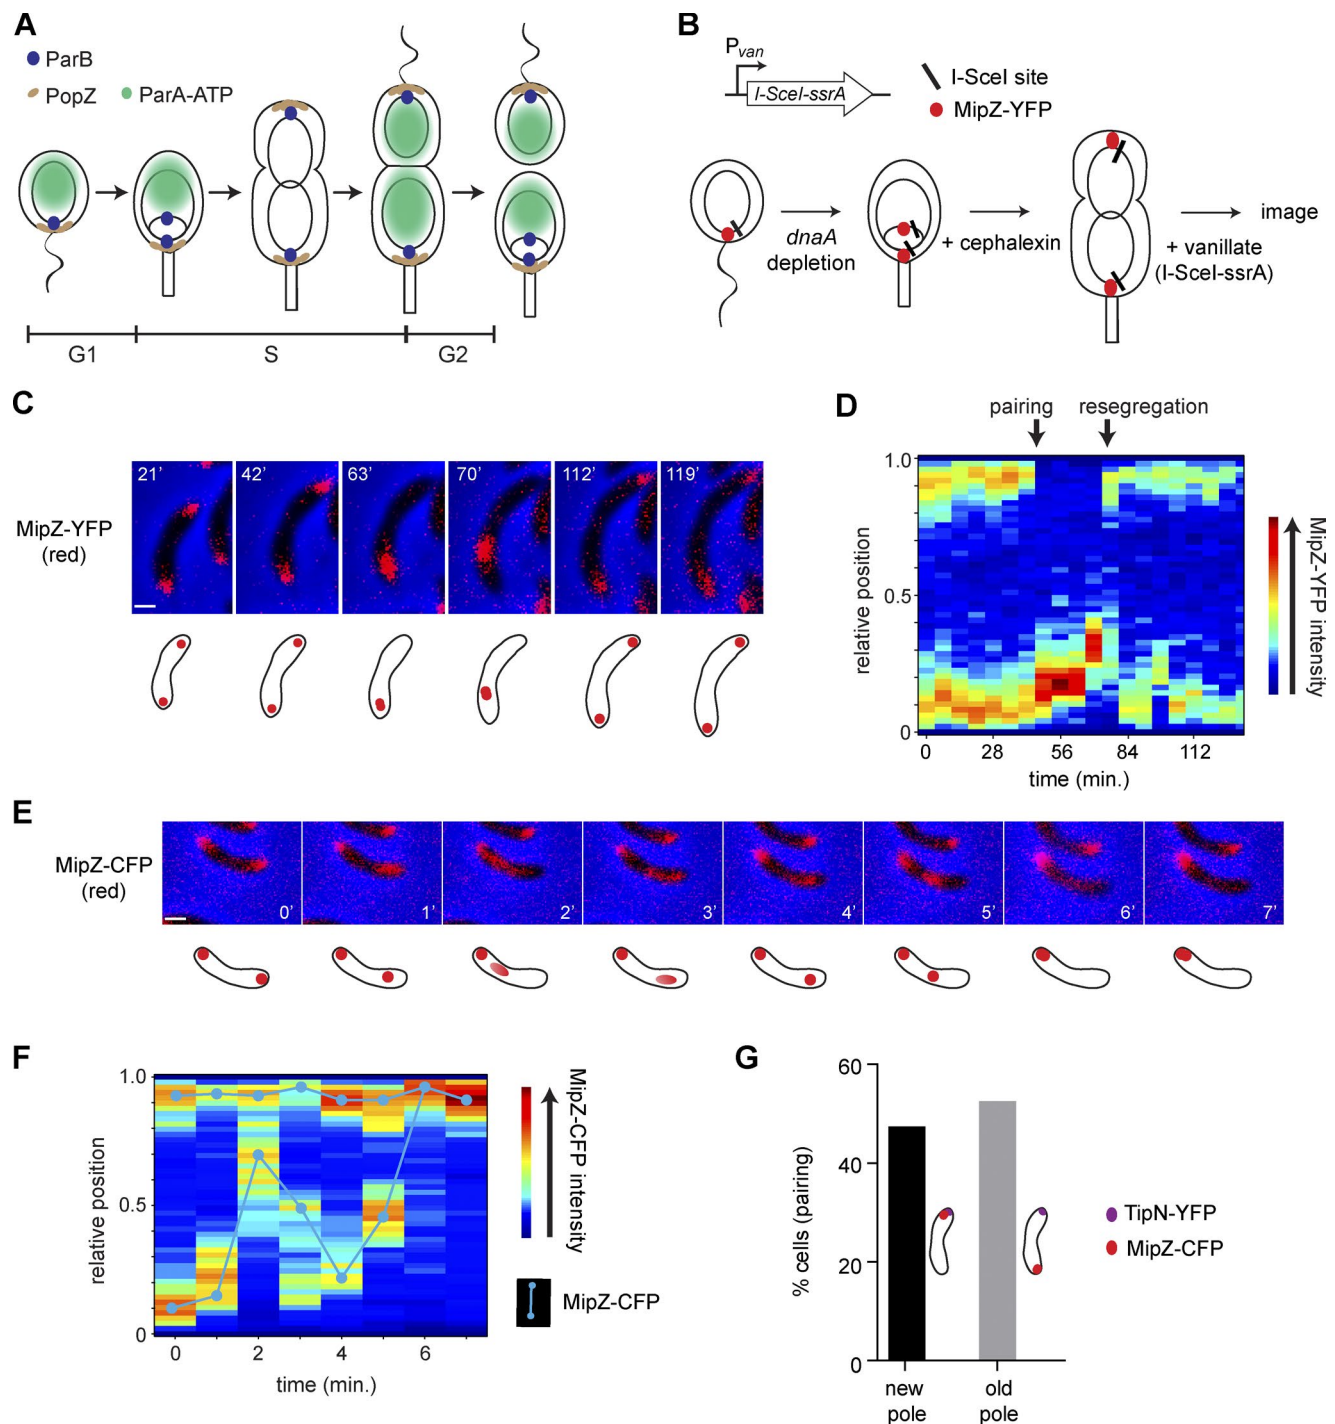 A
ParB
PopZ
ParA-ATP
G1
S
G2
B
Pvan
I-SceI-ssrA
I-SceI site
MipZ-YFP
dnaA
depletion
+ cephalexin
+ vanillate
(I-SceI-ssrA)
image
C
MipZ-YFP
(red)
21’
42’
63’
70’
112’
119’
D
pairing
resegregation
1.0
0.5
0
relative position
0
28
56
84
112
time (min.)
MipZ-YFP intensity
E
MipZ-CFP
(red)
0’
1’
2’
3’
4’
5’
6’
7’
F
1.0
0.5
0
relative position
0
2
4
6
time (min.)
MipZ-CFP intensity
MipZ-CFP
G
60
40
20
0
% cells (pairing)
new
pole
old
pole
TipN-YFP
MipZ-CFP